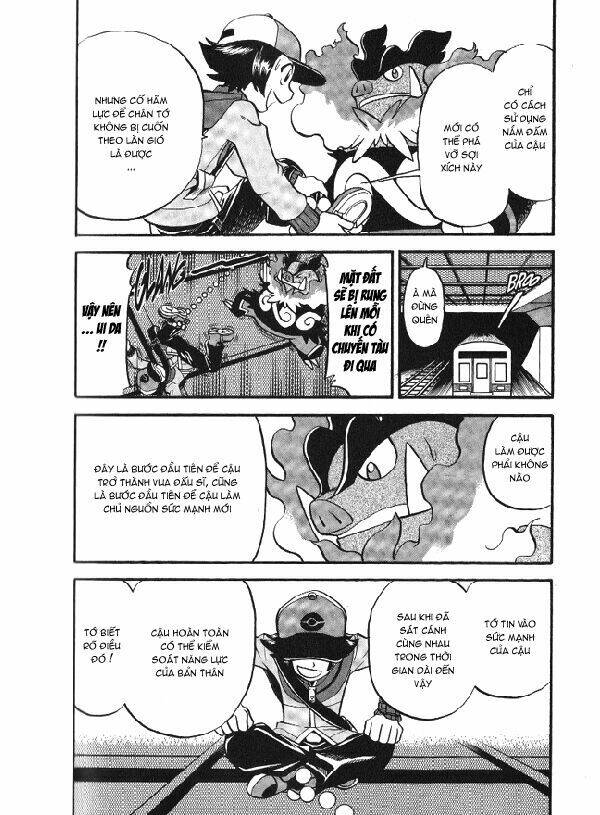 CHỈ
CÓ CÁCH
SỬ DỤNG
NẮM ĐẤM
CỦA CẬU
MỚI CÓ
THỂ PHÁ
VỠ SỢI
XÍCH NÀY
NHƯNG CỐ HÃM
LỰC ĐỂ CHÂN TỚ
KHÔNG BỊ CUỐN
THEO LÀN GIÓ
LÀ ĐƯỢC
...
BROO
À MÀ
ĐỪNG
QUÊN
MẶT ĐẤT
SẼ BỊ RUNG
LÊN MỖI
KHI CÓ
CHUYẾN TÀU
ĐI QUA
CLANG
VẬY NÊN
... UI DA
!!
CẬU
LÀM ĐƯỢC
PHẢI KHÔNG
NÀO
ĐÂY LÀ BƯỚC ĐẦU TIÊN ĐỂ CẬU
TRỞ THÀNH VUA ĐẤU SĨ, CŨNG
LÀ BƯỚC ĐẦU TIÊN ĐỂ CẬU LÀM
CHỦ NGUỒN SỨC MẠNH MỚI
TỚ TIN VÀO
SỨC MẠNH
CỦA CẬU
SAU KHI ĐÃ
SÁT CÁNH
CÙNG NHAU
TRONG THỜI
GIAN DÀI ĐẾN
VẬY
CẬU HOÀN TOÀN
CÓ THỂ KIỂM
SOÁT NĂNG LỰC
CỦA BẢN THÂN
TỚ BIẾT
RÕ ĐIỀU
ĐÓ!